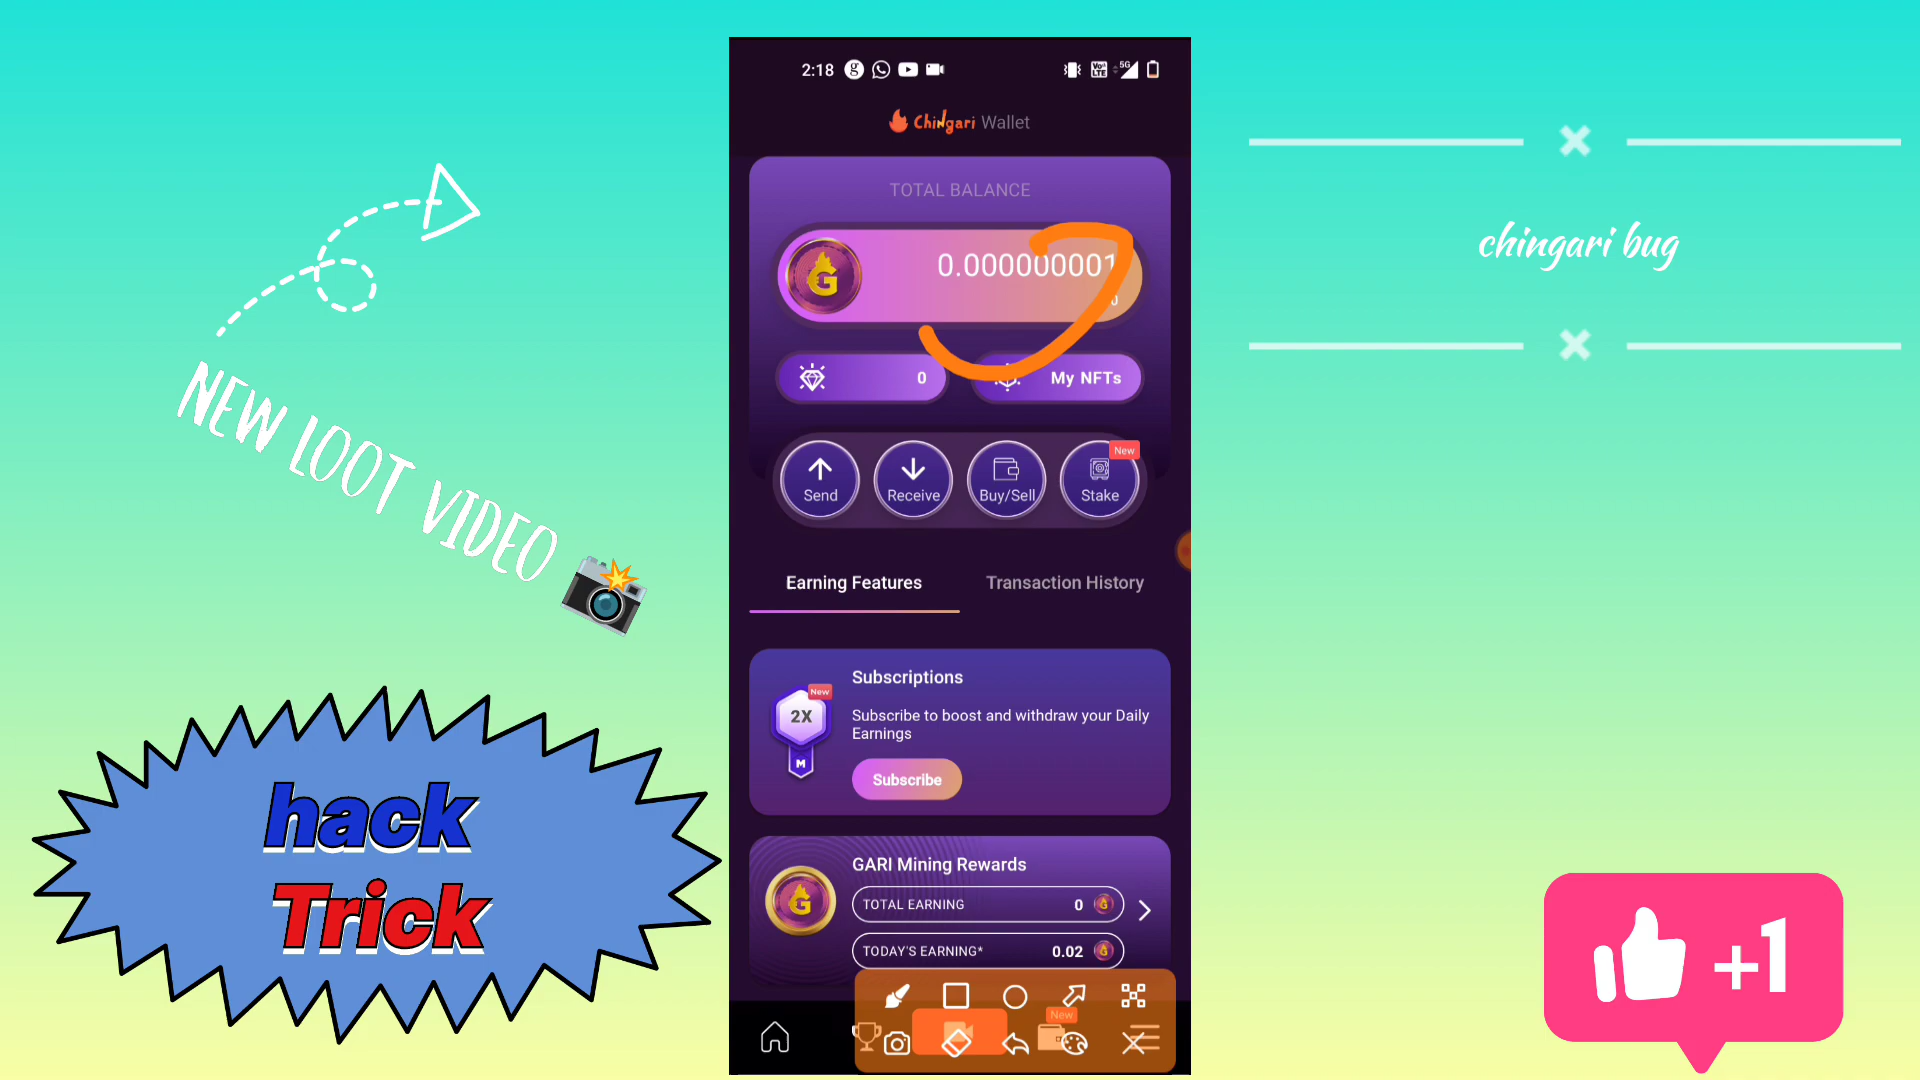 2:18
5G
Chingari Wallet
TOTAL BALANCE
0.000000001
0
0
My NFTs
Send
Receive
Buy/Sell
New
Stake
Earning Features
Transaction History
New
2X
M
Subscriptions
Subscribe to boost and withdraw your Daily
Earnings
Subscribe
G
GARI Mining Rewards
TOTAL EARNING 0
TODAY'S EARNING* 0.02
New
NEW LOOT VIDEO
hack
Trick
chingari bug
+1